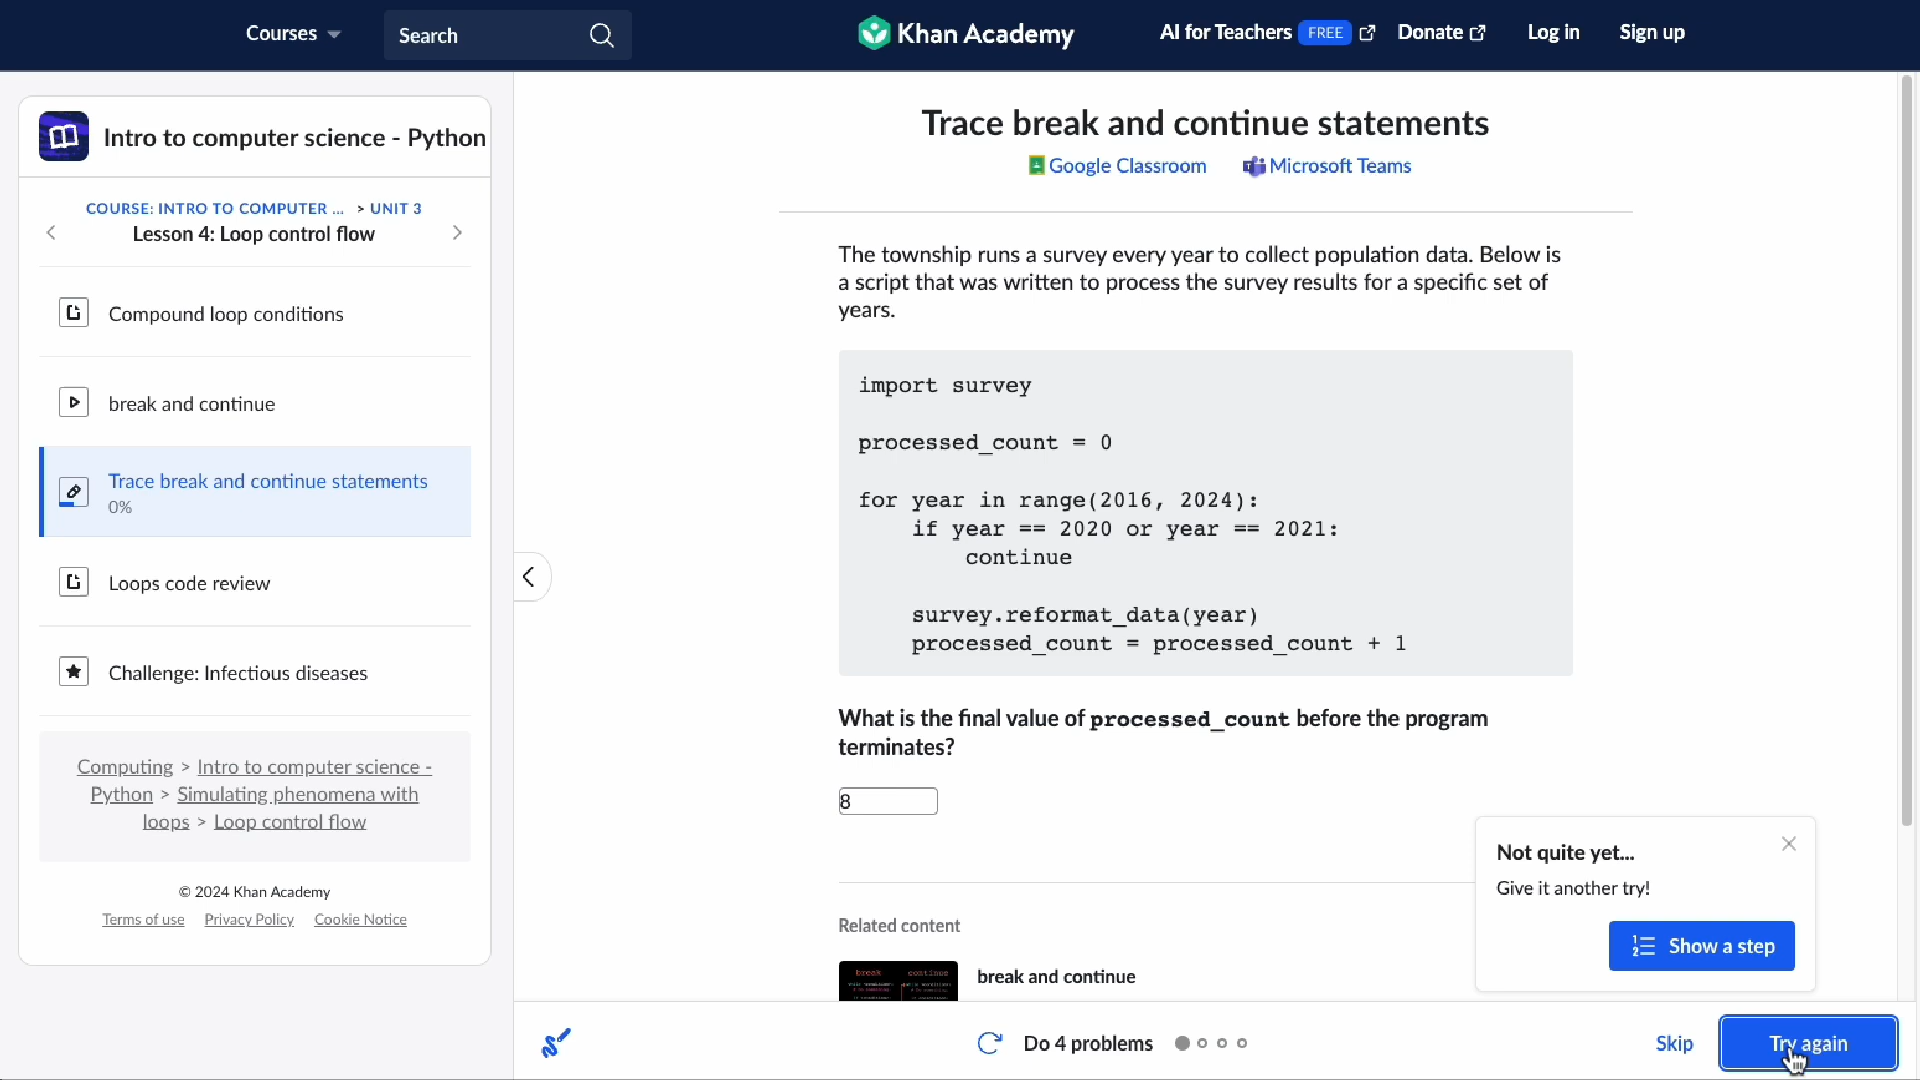 Courses
Search
Khan Academy
AI for Teachers FREE
Donate
Log in
Sign up
Intro to computer science - Python
COURSE: INTRO TO COMPUTER ... > UNIT 3
Lesson 4: Loop control flow
Compound loop conditions
break and continue
Trace break and continue statements
0%
Loops code review
Challenge: Infectious diseases
Computing > Intro to computer science -
Python > Simulating phenomena with
loops > Loop control flow
© 2024 Khan Academy
Terms of use Privacy Policy Cookie Notice
Trace break and continue statements
Google Classroom Microsoft Teams
The township runs a survey every year to collect population data. Below is
a script that was written to process the survey results for a specific set of
years.
import survey
processed_count = 0
for year in range(2016, 2024):
    if year == 2020 or year == 2021:
        continue
    survey.reformat_data(year)
    processed_count = processed_count + 1
What is the final value of processed_count before the program
terminates?
8
Related content
break continue
break and continue
Not quite yet...
Give it another try!
Show a step
Do 4 problems
Skip
Try again